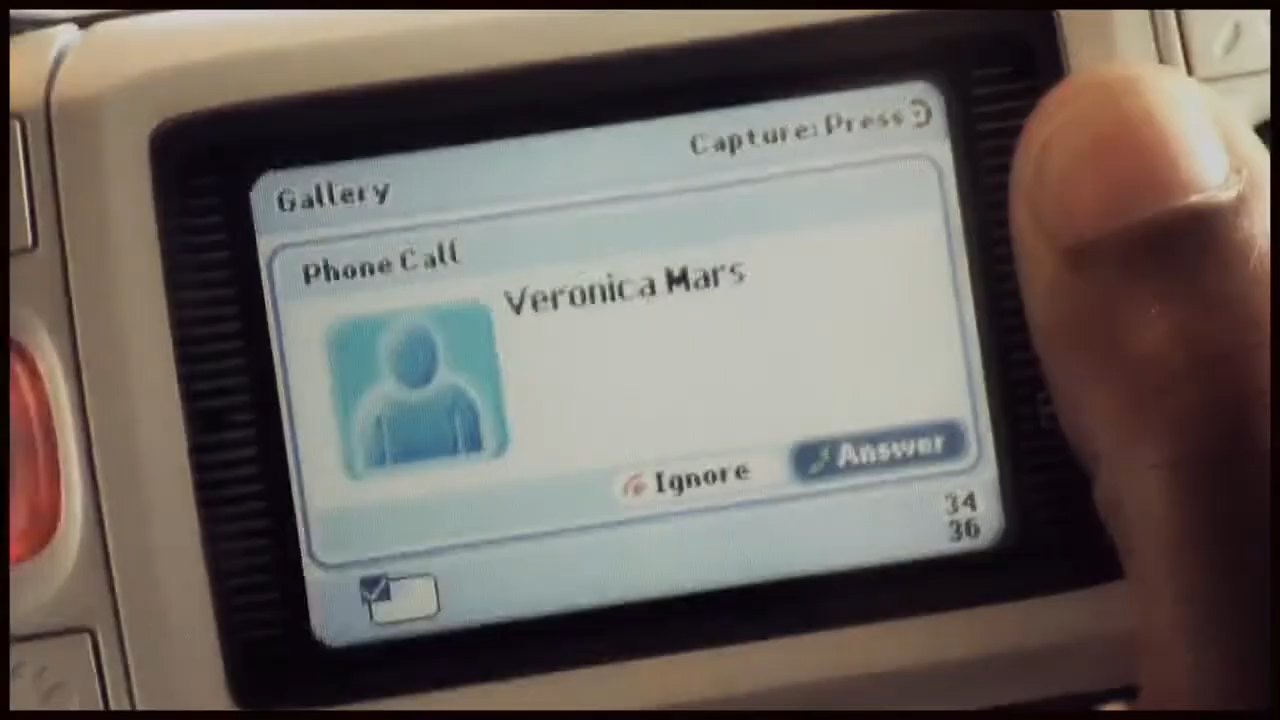 Capture: Press
Gallery
Phone Call
Veronica Mars
Ignore
Answer
34
36